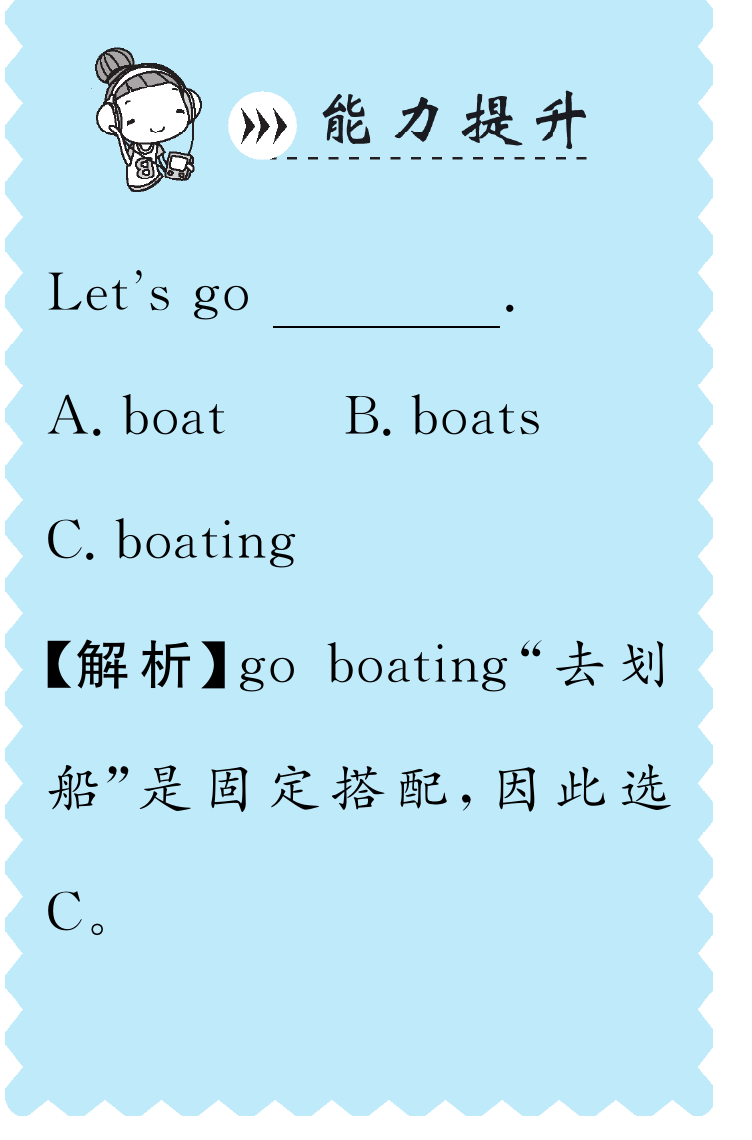 能力提升
Let's go ________.
A. boat B. boats
C. boating
【解析】go boating“去划
船”是固定搭配,因此选
C。